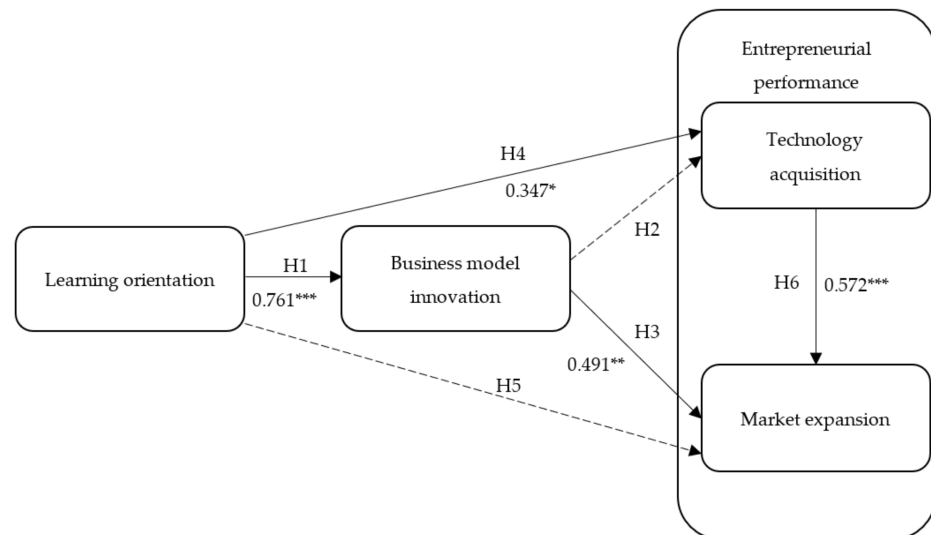 Entrepreneurial
performance
Technology
acquisition
H4
0.347*
H2
Learning orientation
H1
0.761***
Business model
innovation
H6
0.572***
H3
0.491**
H5
Market expansion